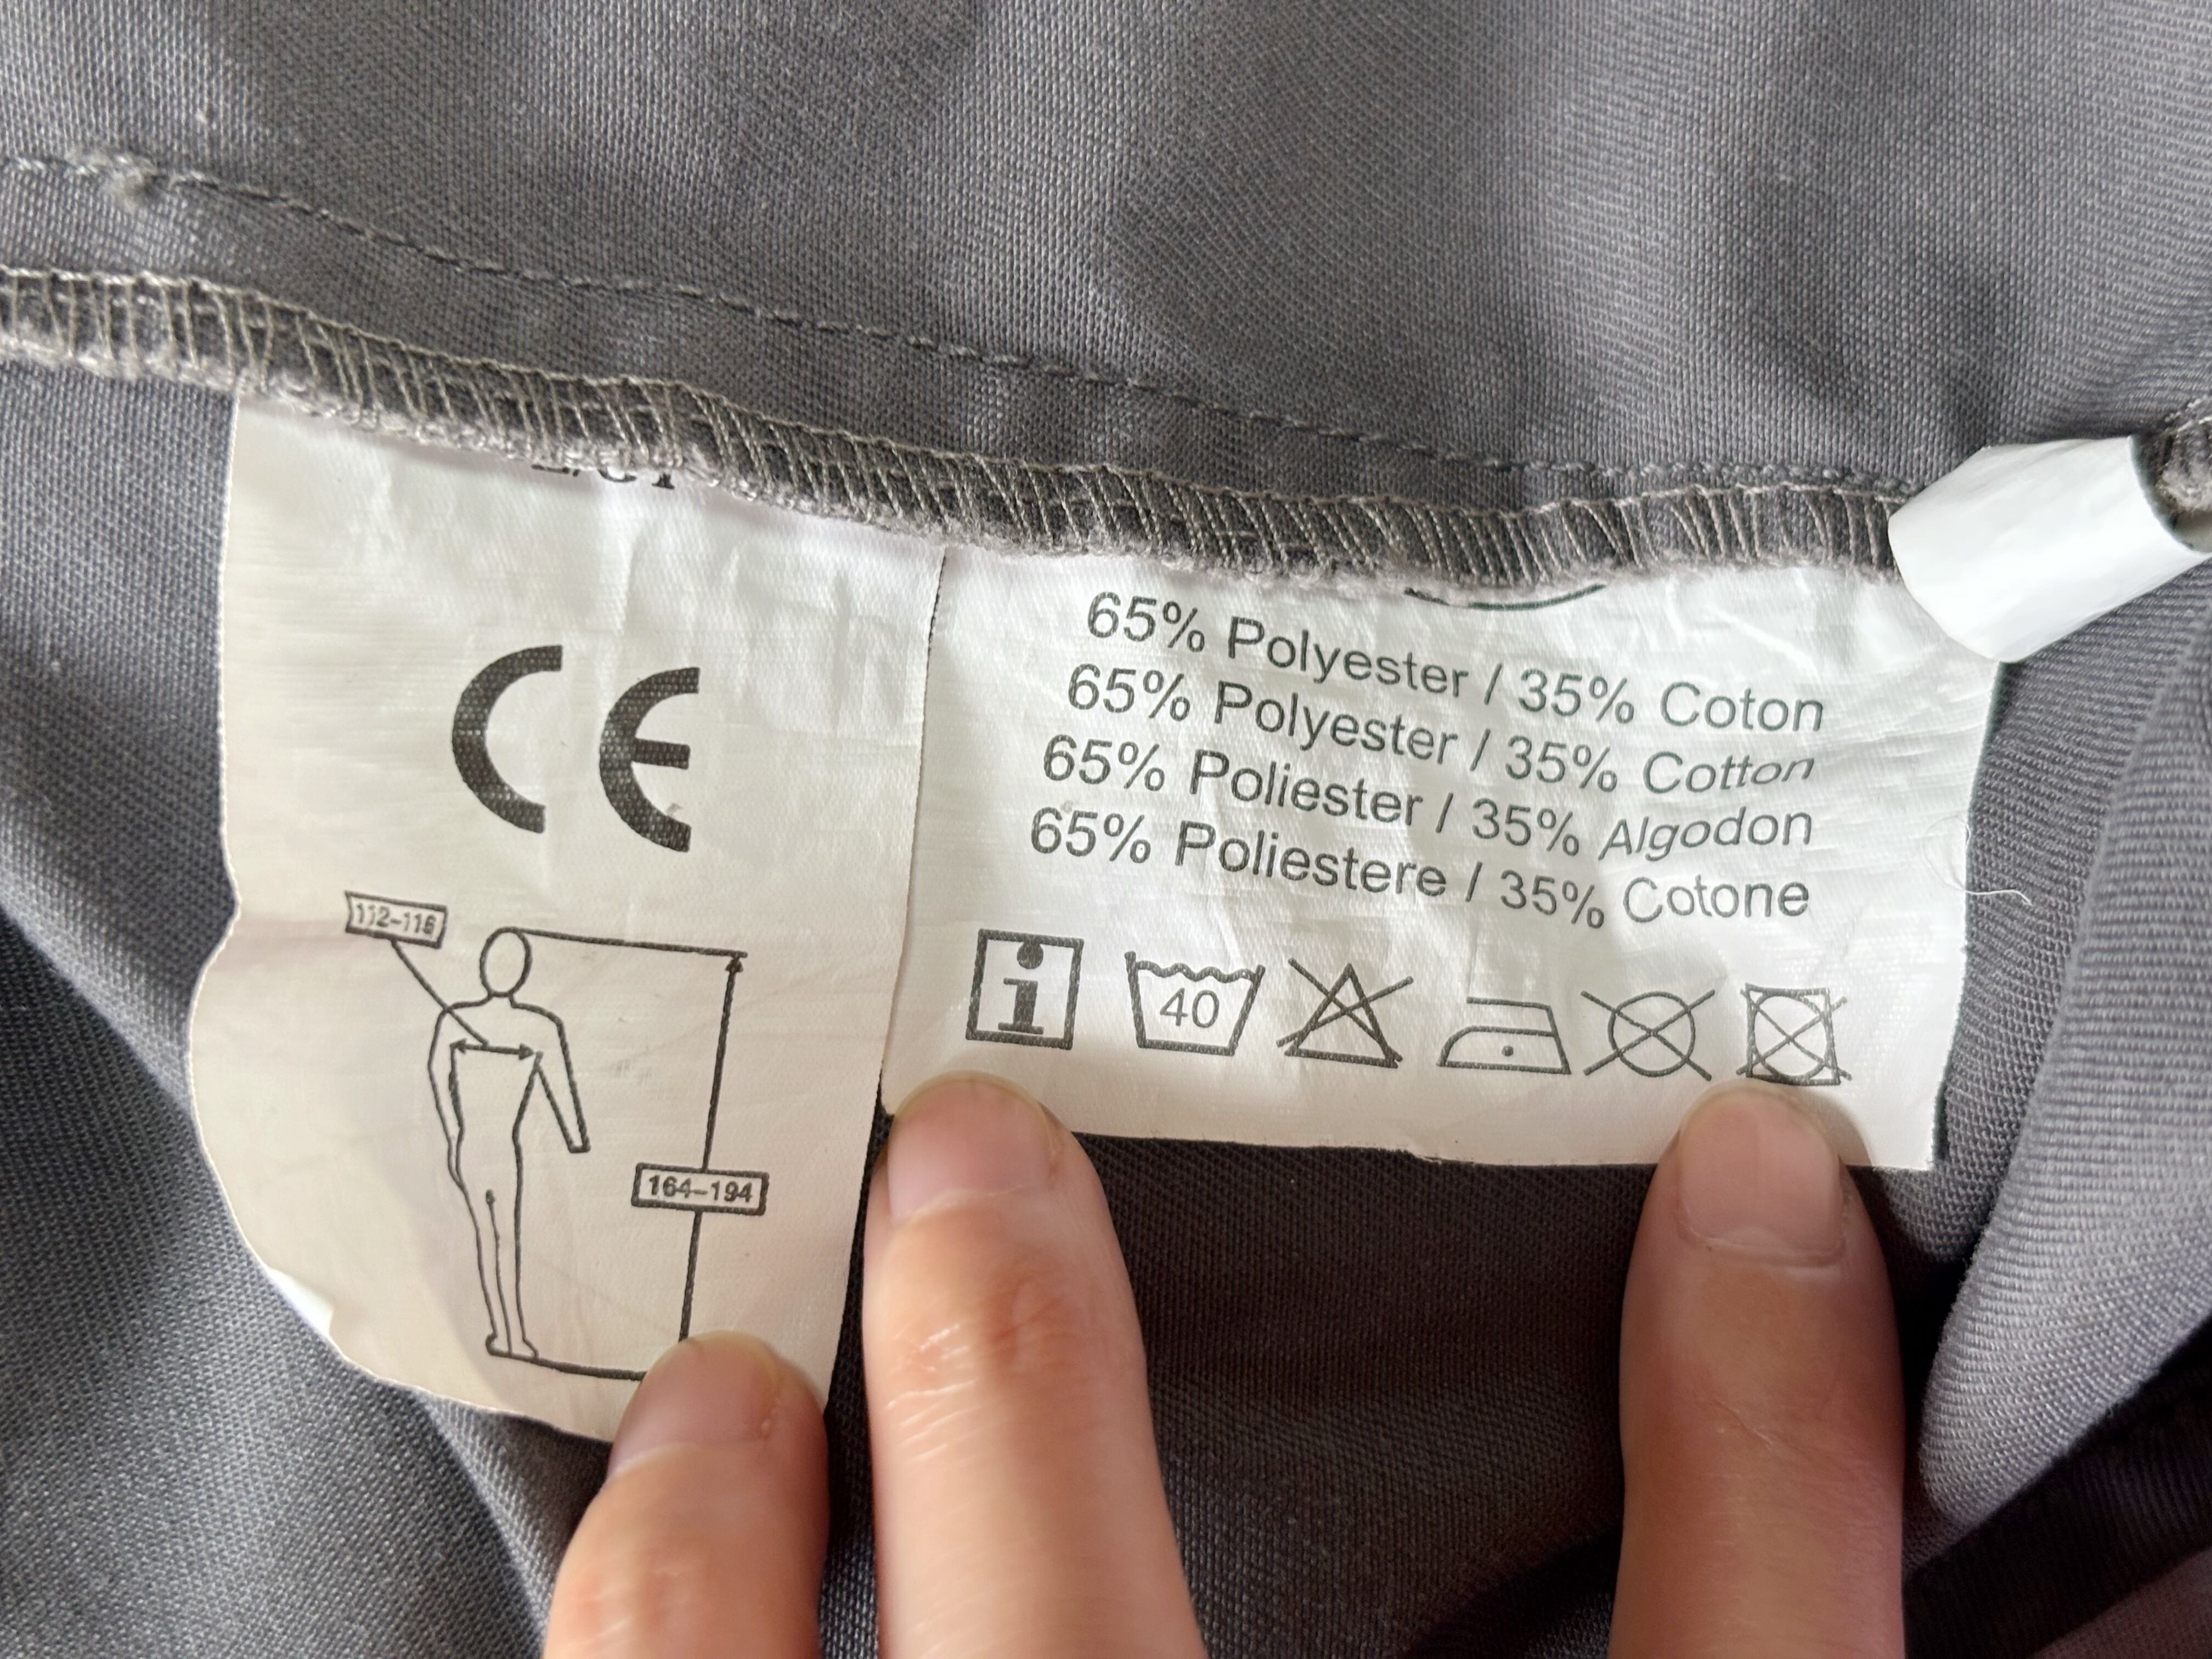 CE
112-116
164-194
65% Polyester / 35% Coton
65% Polyester / 35% Cotton
65% Poliester / 35% Algodon
65% Poliestere / 35% Cotone
i
40